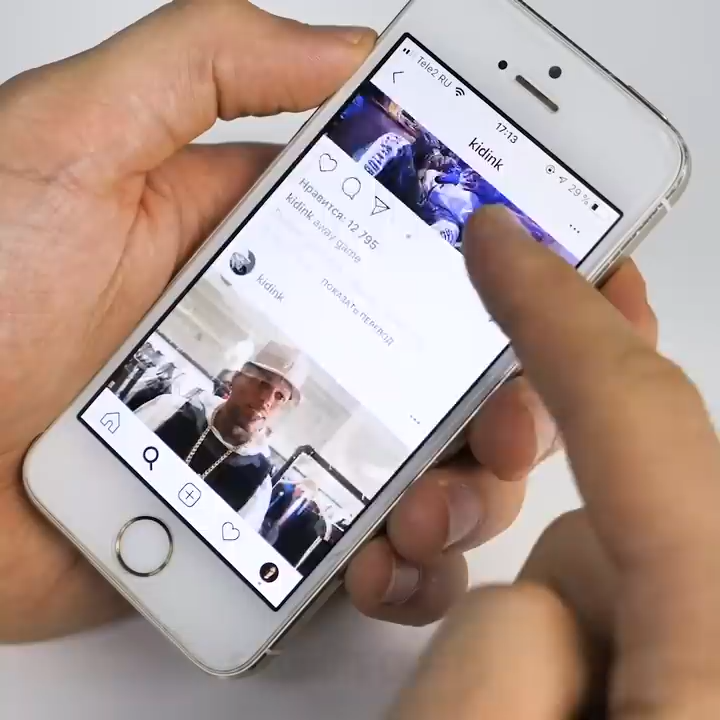 Tele2 RU
17:13
29 %
kidink
Нравится: 12 795
kidink away game
ПОКАЗАТЬ ПЕРЕВОД
kidink